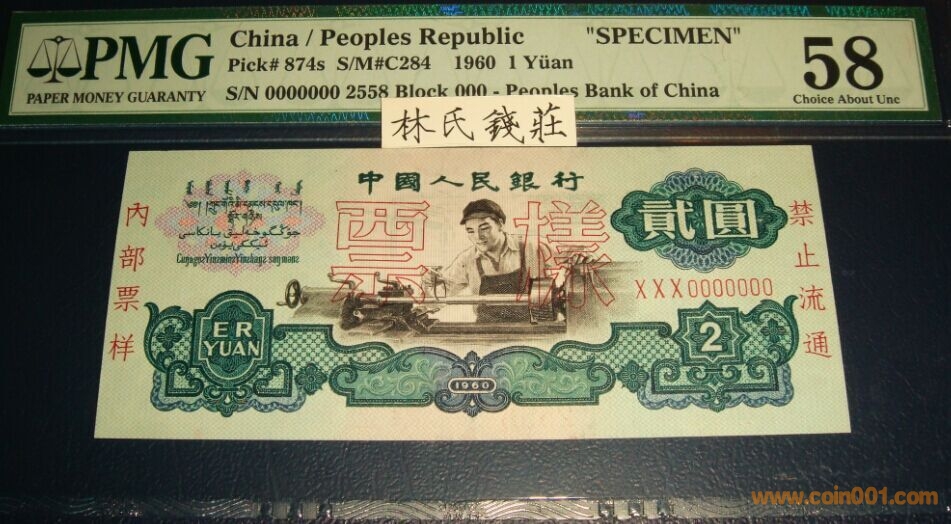 PMG
PAPER MONEY GUARANTY
China / Peoples Republic "SPECIMEN"
Pick# 874s S/M#C284 1960 1 Yüan
S/N 0000000 2558 Block 000 - Peoples Bank of China
58
Choice About Unc
林氏錢莊
中國人民銀行
票樣
貳圓
XXX0000000
内部票样
禁止流通
ER
YUAN
1960
2
www.coin001.com